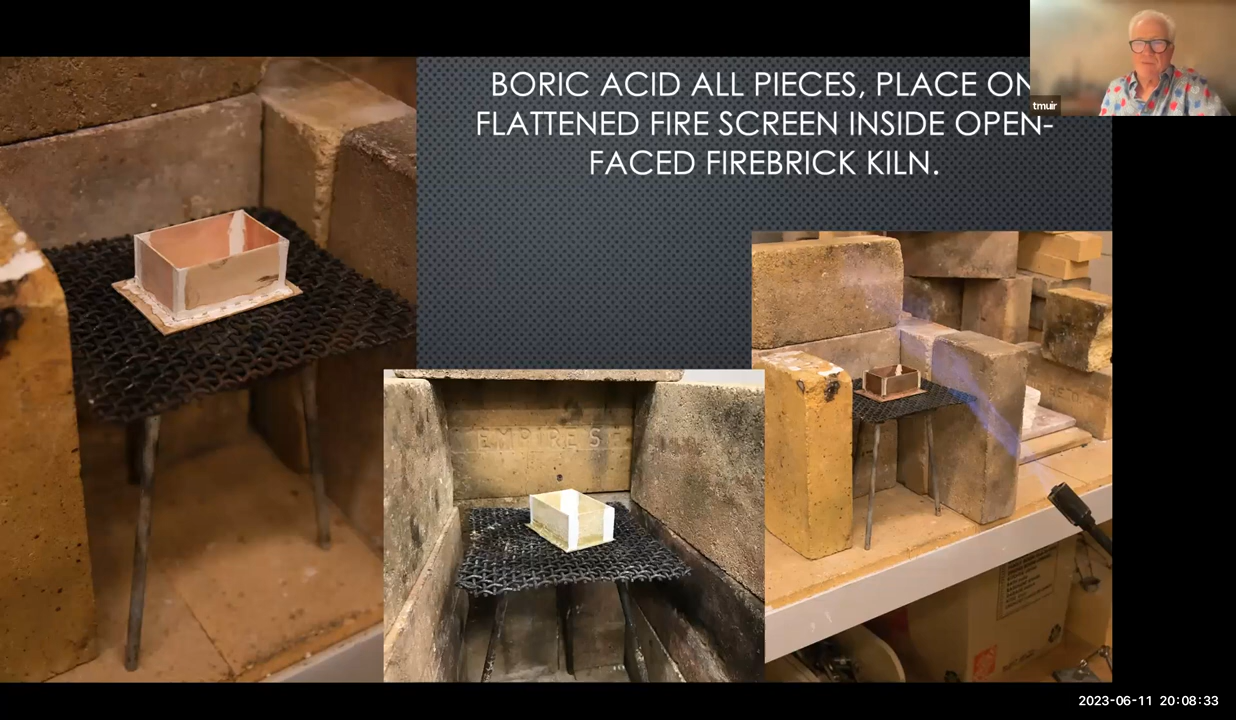 BORIC ACID ALL PIECES, PLACE ON
FLATTENED FIRE SCREEN INSIDE OPEN-
FACED FIREBRICK KILN.
tmuir
EMPIRE S
2023-06-11 20:08:33